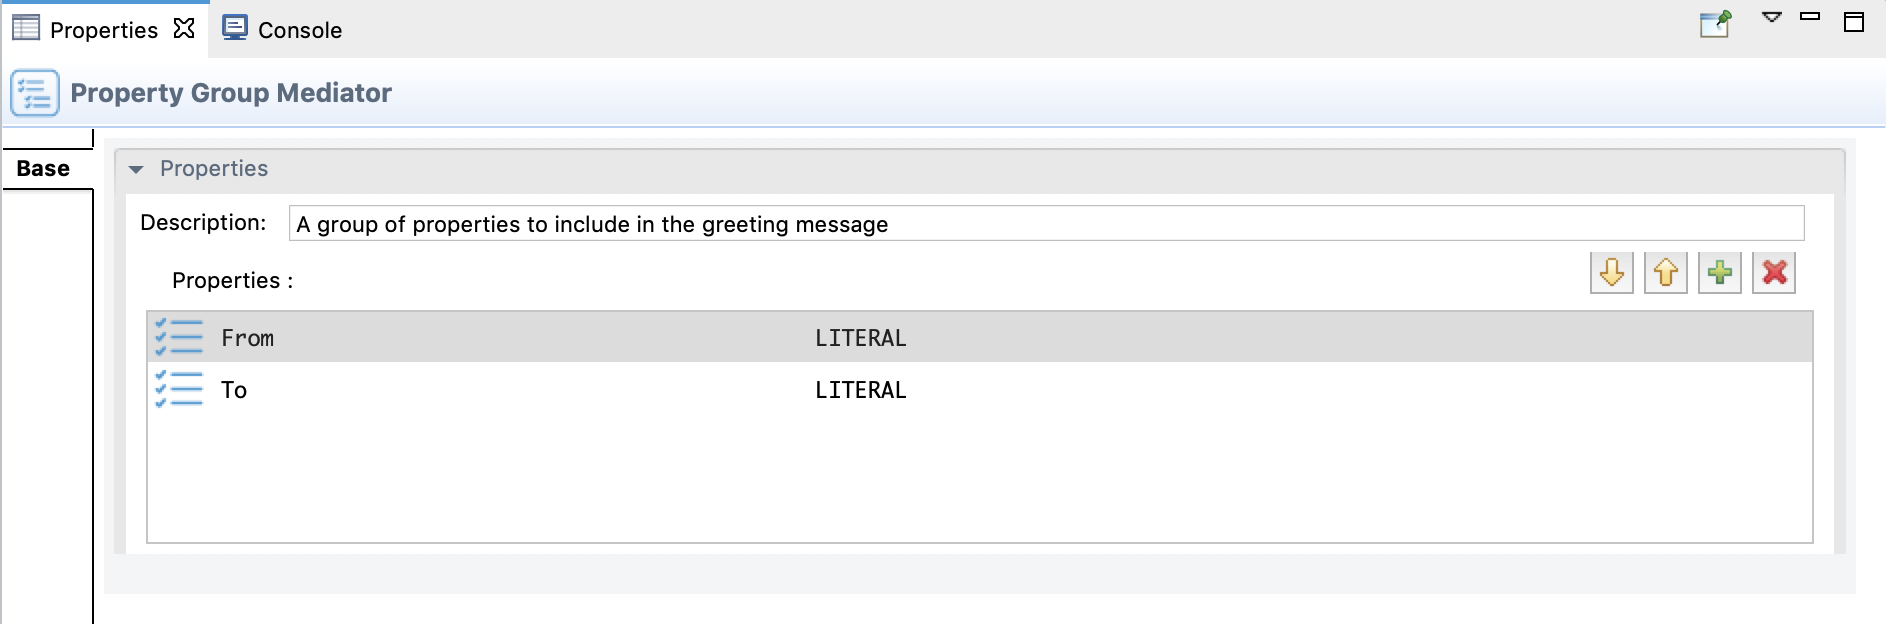 Properties Console
Property Group Mediator
Base
Properties
Description: A group of properties to include in the greeting message
Properties :
From LITERAL
To LITERAL